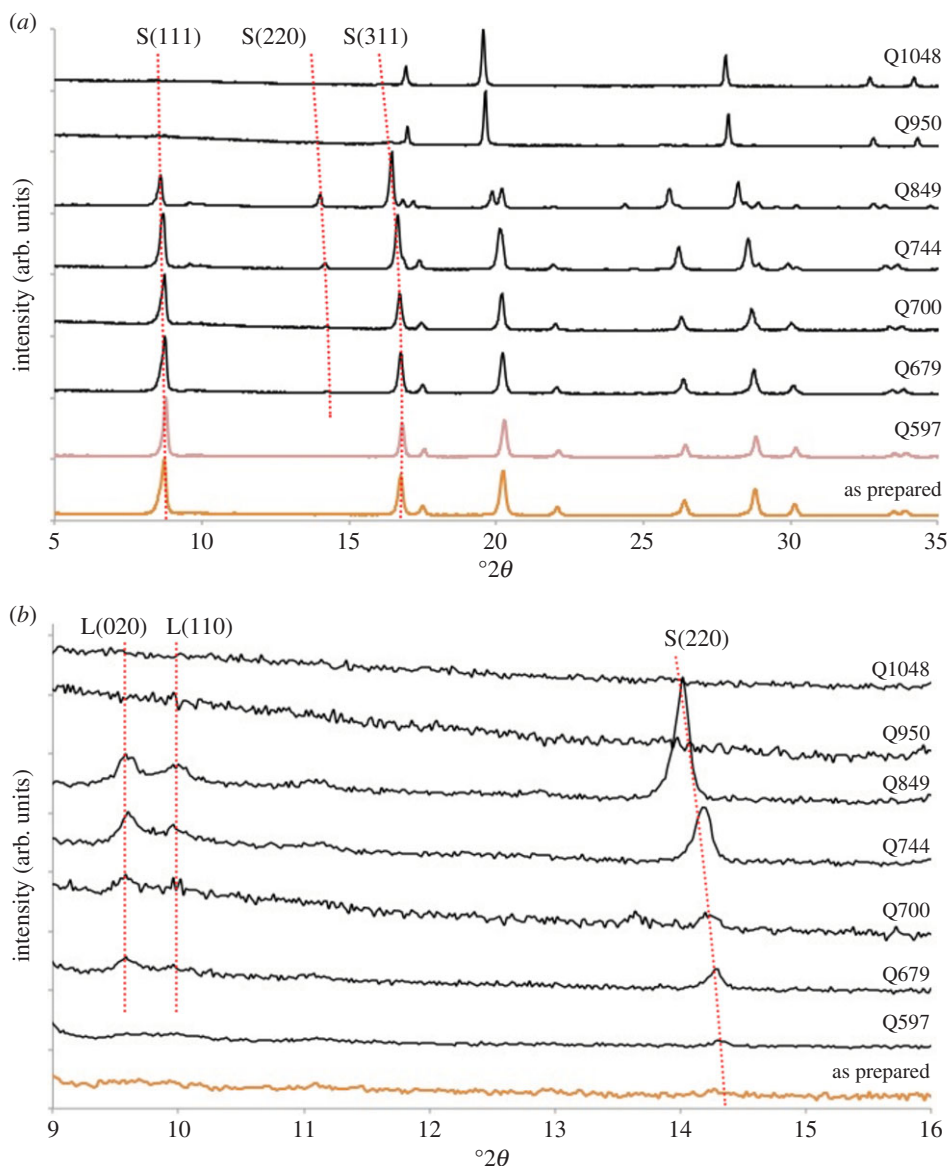 (a)
S(111) S(220) S(311)
Q1048
Q950
Q849
Q744
Q700
Q679
Q597
as prepared
intensity (arb. units)
5 10 15 20 25 30 35
°2θ
(b)
L(020) L(110) S(220)
Q1048
Q950
Q849
Q744
Q700
Q679
Q597
as prepared
intensity (arb. units)
9 10 11 12 13 14 15 16
°2θ